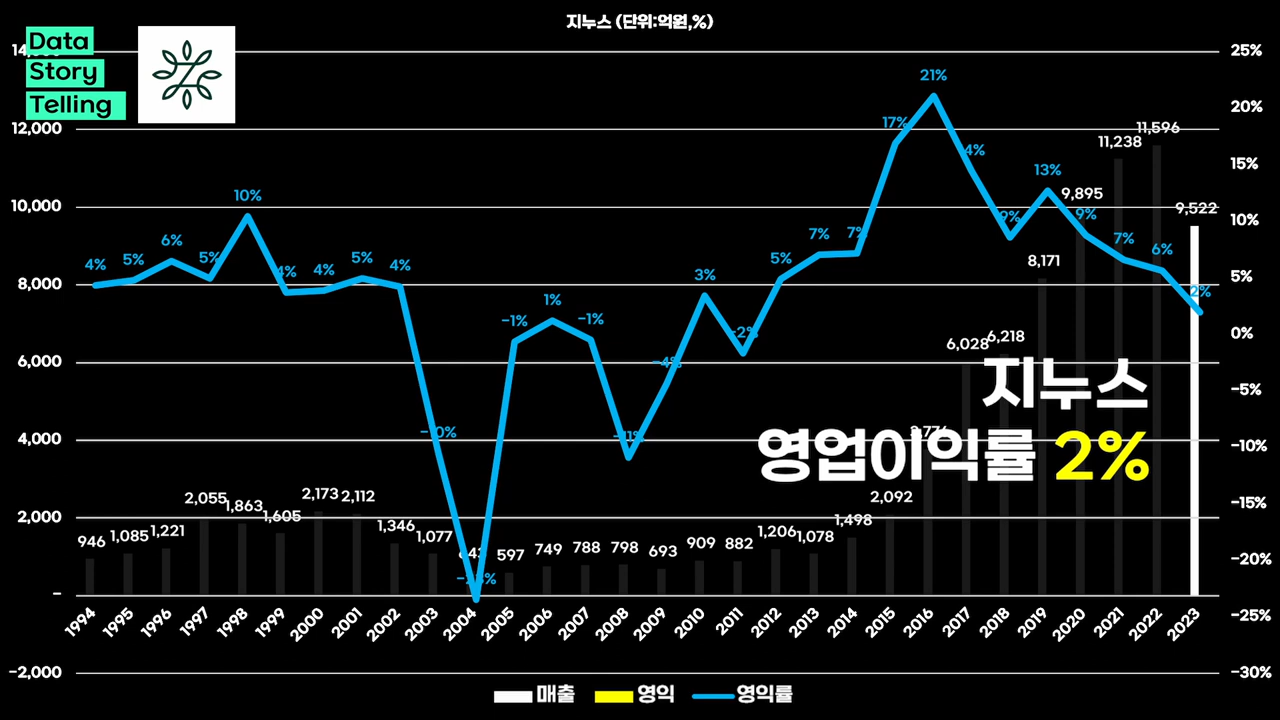 지누스 (단위:억원,%)
Data
Story
Telling
25%
20%
12,000
15%
10,000
10%
8,000
5%
6,000
0%
4,000
-5%
2,000
-10%
-
-15%
-2,000
-20%
-25%
-30%
4% 5% 6% 5% 10% 4% 4% 5% 4%
-1% 1% -1% -4% 3% -2% 5% 7% 7% 17% 21% 4% 9% 13% 9% 7% 6% 2%
946 1,085 1,221 2,055 1,863 1,605 2,173 2,112 1,346 1,077 643 597 749 788 798 693 909 882 1,206 1,078 1,498 2,092 6,028 6,218 8,171 9,895 11,238 11,596 9,522
지누스
영업이익률 2%
1994 1995 1996 1997 1998 1999 2000 2001 2002 2003 2004 2005 2006 2007 2008 2009 2010 2011 2012 2013 2014 2015 2016 2017 2018 2019 2020 2021 2022 2023
매출 영익 영익률